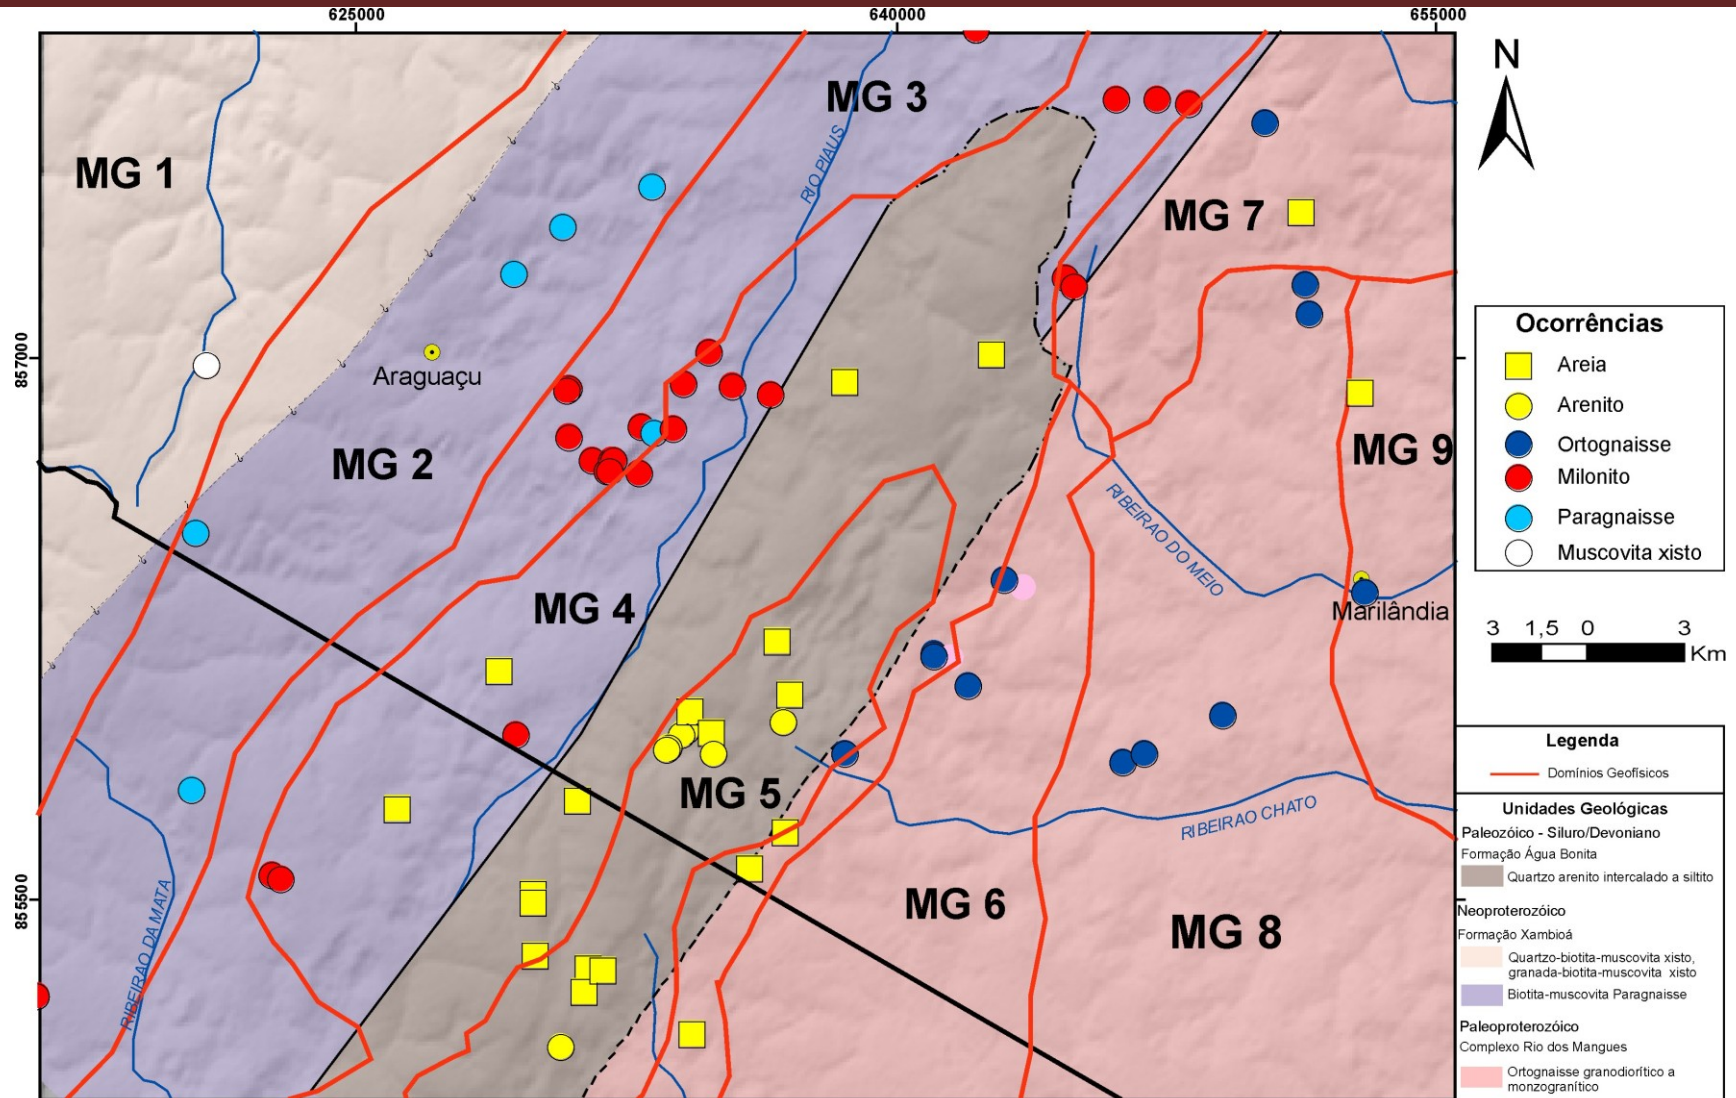 625000
640000
655000
857000
855500
MG 1
MG 2
MG 3
MG 4
MG 5
MG 6
MG 7
MG 8
MG 9
RIO PIAUS
Araguaçu
RIBEIRAO DO MEIO
Marilândia
RIBEIRAO CHATO
RIBEIRAO DA MATA
N
Ocorrências
Areia
Arenito
Ortognaisse
Milonito
Paragnaisse
Muscovita xisto
3 1,5 0 3
Km
Legenda
Domínios Geofísicos
Unidades Geológicas
Paleozóico - Siluro/Devoniano
Formação Água Bonita
Quartzo arenito intercalado a siltito
Neoproterozóico
Formação Xambioá
Quartzo-biotita-muscovita xisto,
granada-biotita-muscovita xisto
Biotita-muscovita Paragnaisse
Paleoproterozóico
Complexo Rio dos Mangues
Ortognaisse granodiorítico a
monzogranítico